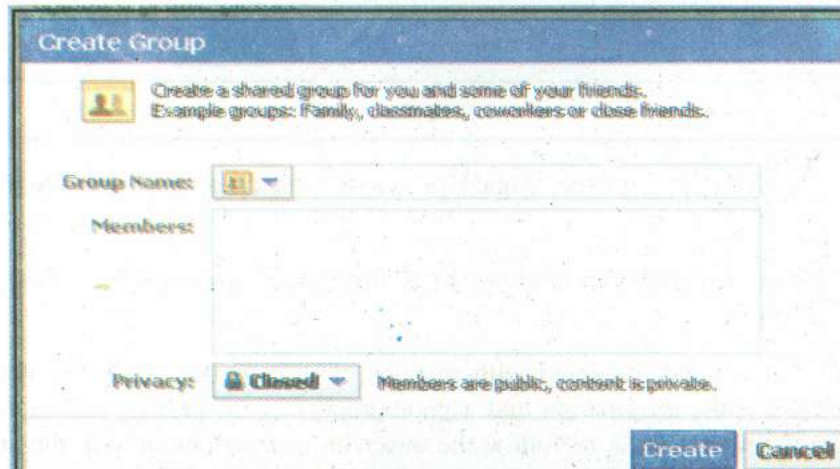 Create Group
Create a shared group for you and some of your friends.
Example groups: Family, classmates, coworkers or close friends.
Group Name:
Members:
Privacy: Closed Members are public, content is private.
Create Cancel